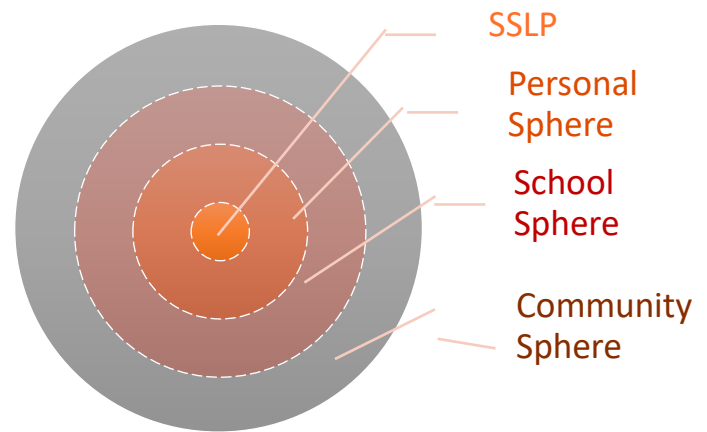 SSLP
Personal
Sphere
School
Sphere
Community
Sphere